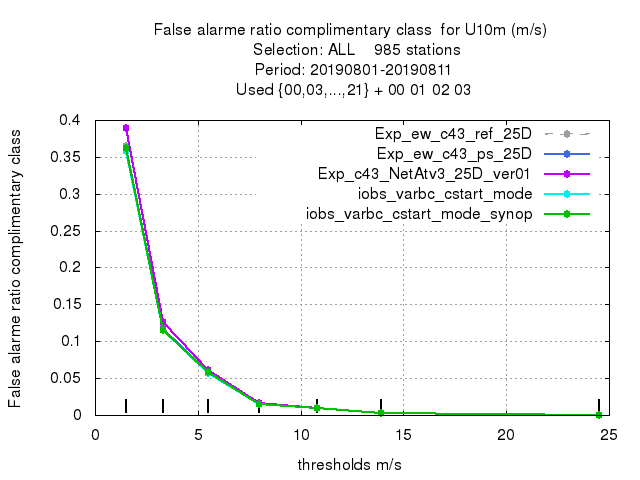 False alarme ratio complimentary class  for U10m (m/s)
Selection: ALL    985 stations
Period: 20190801-20190811
Used {00,03,...,21} + 00 01 02 03
False alarme ratio complimentary class
0.4
0.35
0.3
0.25
0.2
0.15
0.1
0.05
0
Exp_ew_c43_ref_25D
Exp_ew_c43_ps_25D
Exp_c43_NetAtv3_25D_ver01
iobs_varbc_cstart_mode
iobs_varbc_cstart_mode_synop
0 5 10 15 20 25
thresholds m/s